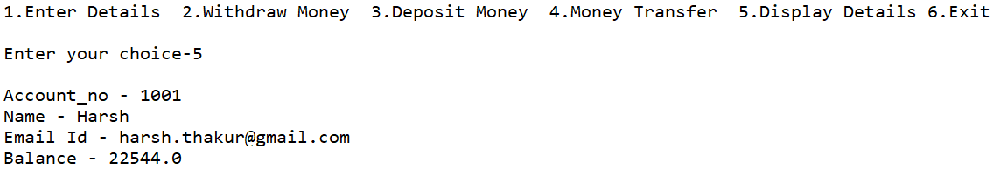 1.Enter Details  2.Withdraw Money  3.Deposit Money  4.Money Transfer  5.Display Details 6.Exit
Enter your choice-5
Account_no - 1001
Name - Harsh
Email Id - harsh.thakur@gmail.com
Balance - 22544.0